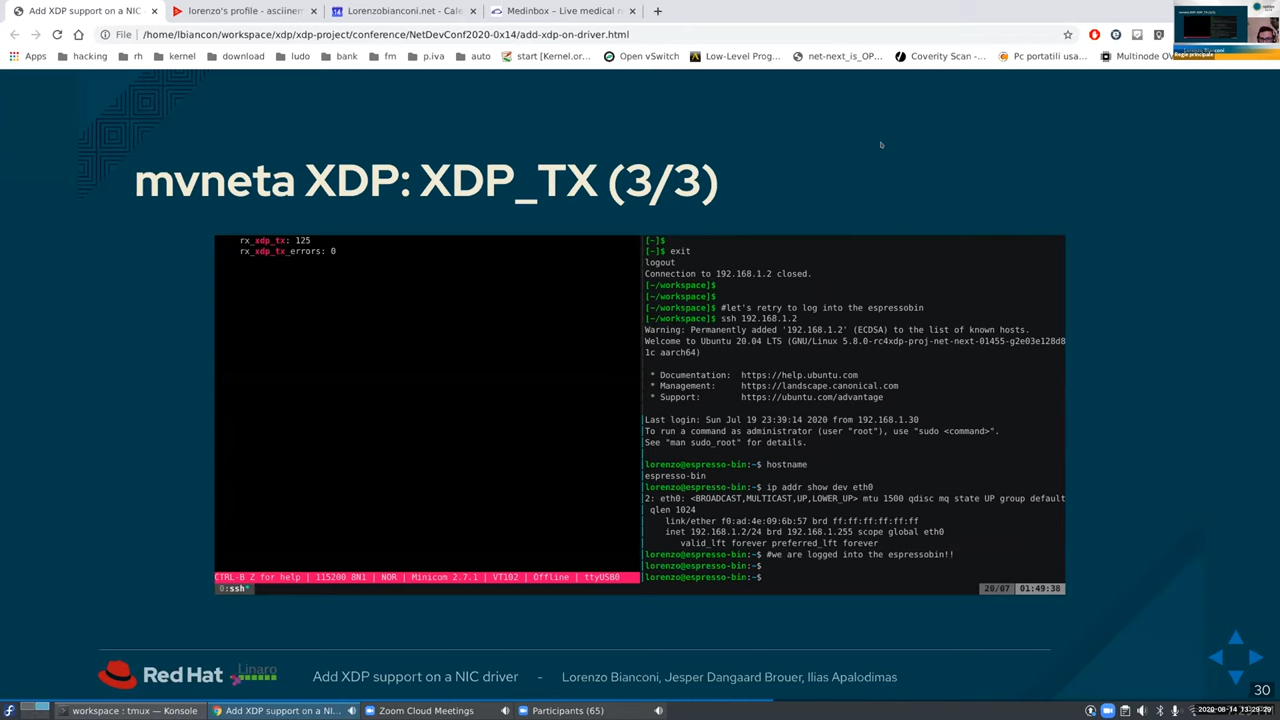 Add XDP support on a NIC
lorenzo's profile - asciinem
Lorenzobianconi.net - Cale
RedInbox – Live medical n
File
/home/lbiancon/workspace/xdp/xdp-project/conference/NetDevConf2020-0x14
-driver.html
Apps
hacking
rh
kernel
download
ludo
bank
fm
p.iva
auto
start [Kernel.or...
Open vSwitch
Low-Level Prog...
net-next_is_OP...
Coverity Scan -...
Pc portatili usa...
Multinode OV
Regie principale
mvneta XDP: XDP_TX (3/3)
rx_xdp_tx: 125
rx_xdp_tx_errors: 0
CTRL-B Z for help | 115200 8N1 | NOR | Minicom 2.7.1 | VT102 | Offline | ttyUSB0
0:ssh*
[~]$
[~]$ exit
logout
Connection to 192.168.1.2 closed.
[~/workspace]$
[~/workspace]$
[~/workspace]$ #let's retry to log into the espressobin
[~/workspace]$ ssh 192.168.1.2
Warning: Permanently added '192.168.1.2' (ECDSA) to the list of known hosts.
Welcome to Ubuntu 20.04 LTS (GNU/Linux 5.8.0-rc4xdp-proj-net-next-01455-g2e03e128d8
1c aarch64)
* Documentation: https://help.ubuntu.com
* Management: https://landscape.canonical.com
* Support: https://ubuntu.com/advantage
Last login: Sun Jul 19 23:39:14 2020 from 192.168.1.30
To run a command as administrator (user "root"), use "sudo <command>".
See "man sudo_root" for details.
lorenzo@espresso-bin:~$ hostname
espresso-bin
lorenzo@espresso-bin:~$ ip addr show dev eth0
2: eth0: <BROADCAST,MULTICAST,UP,LOWER_UP> mtu 1500 qdisc mq state UP group default
qlen 1024
link/ether f0:ad:4e:09:6b:57 brd ff:ff:ff:ff:ff:ff
inet 192.168.1.2/24 brd 192.168.1.255 scope global eth0
valid_lft forever preferred_lft forever
lorenzo@espresso-bin:~$ #we are logged into the espressobin!!
lorenzo@espresso-bin:~$
lorenzo@espresso-bin:~$
20/07 01:49:38
Red Hat
Linaro
Add XDP support on a NIC driver - Lorenzo Bianconi, Jesper Dangaard Brouer, Ilias Apalodimas
30
workspace : tmux — Konsole
Add XDP support on a NI...
Zoom Cloud Meetings
Participants (65)
2020-08-14 13:29:29